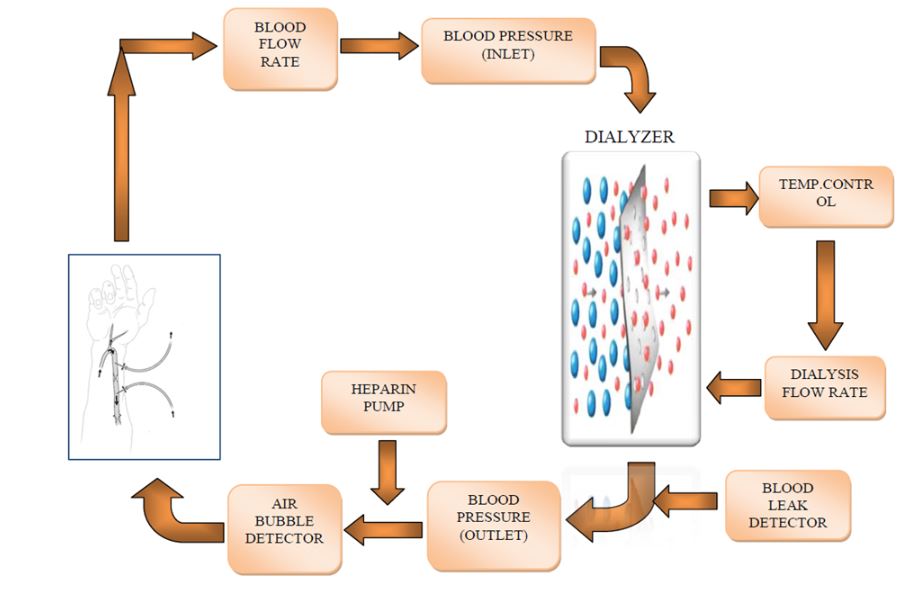 BLOOD
FLOW
RATE
BLOOD PRESSURE
(INLET)
DIALYZER
TEMP.CONTR
OL
DIALYSIS
FLOW RATE
HEPARIN
PUMP
AIR
BUBBLE
DETECTOR
BLOOD
PRESSURE
(OUTLET)
BLOOD
LEAK
DETECTOR